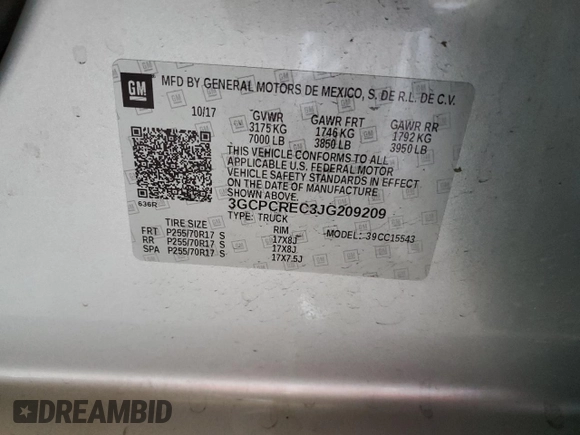 GM
MFD BY GENERAL MOTORS DE MEXICO, S. DE R.L. DE C.V.
10/17 GVWR GAWR FRT GAWR RR
3175 KG 1746 KG 1792 KG
7000 LB 3850 LB 3950 LB
THIS VEHICLE CONFORMS TO ALL
APPLICABLE U.S. FEDERAL MOTOR
VEHICLE SAFETY STANDARDS IN EFFECT
ON THE DATE OF MANUFACTURE
SHOWN ABOVE.
636R 3GCPCREC3JG209209
TYPE: TRUCK
TIRE SIZE RIM MODEL: 39CC15543
FRT P255/70R17 S 17X8J
RR P255/70R17 S 17X8J
SPA P255/70R17 S 17X7.5J
DREAMBID